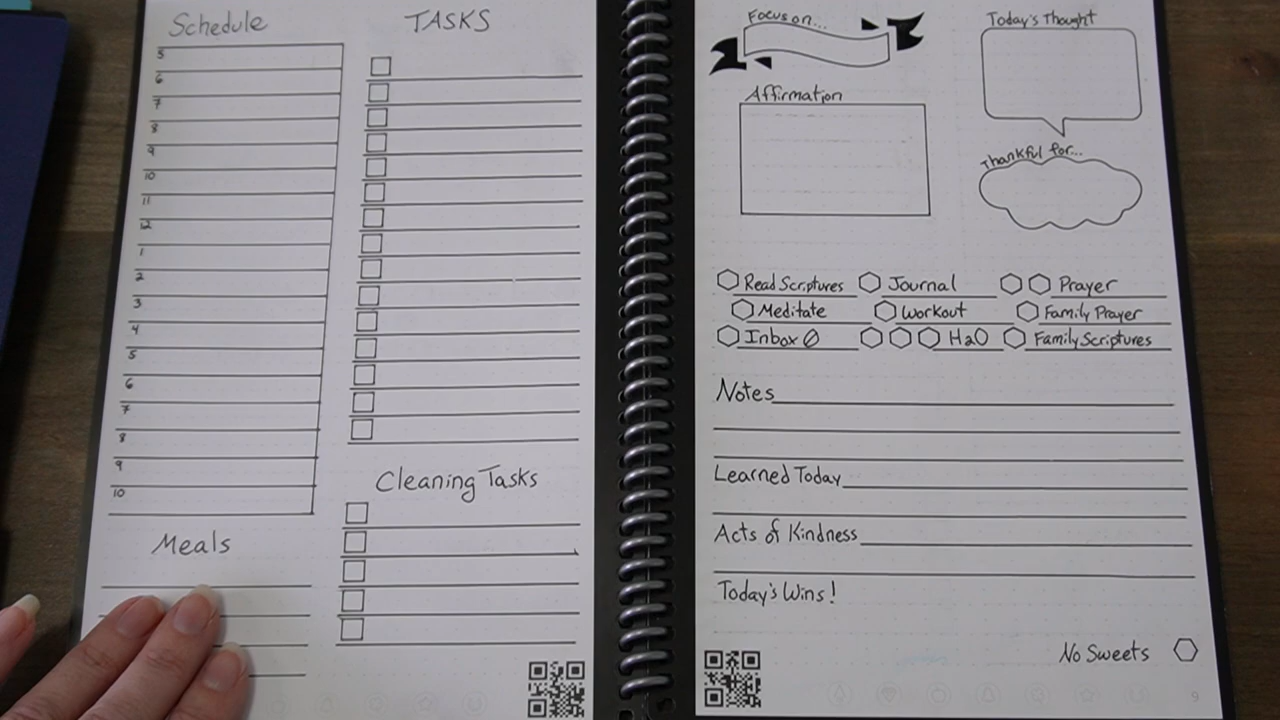 Schedule
5
6
7
8
9
10
11
12
1
2
3
4
5
6
7
8
9
10
Meals
TASKS
Cleaning Tasks
Focus on...
Today's Thought
Affirmation
Thankful for...
Read Scriptures Journal Prayer
Meditate Workout Family Prayer
Inbox 0 H2O Family Scriptures
Notes
Learned Today
Acts of Kindness
Today's Wins!
No Sweets
9